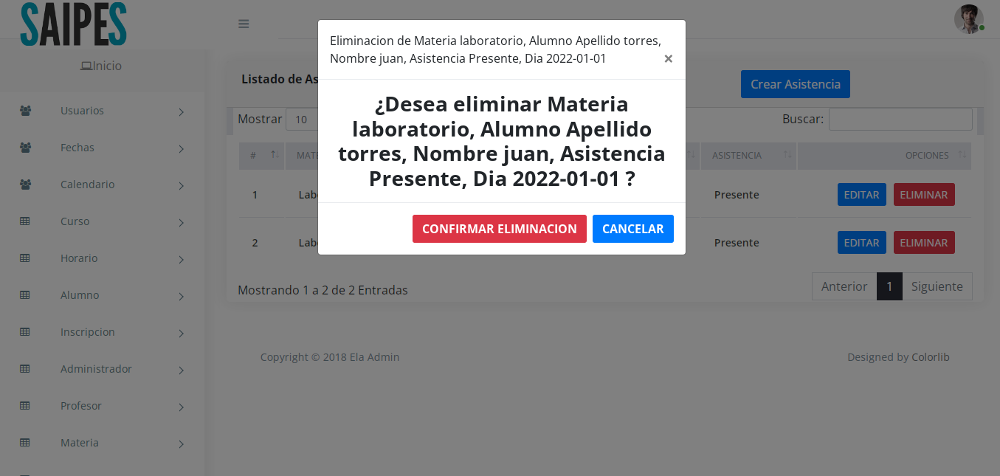 SAIPES
Inicio
Usuarios
Fechas
Calendario
Curso
Horario
Alumno
Inscripcion
Administrador
Profesor
Materia
Eliminacion de Materia laboratorio, Alumno Apellido torres,
Nombre juan, Asistencia Presente, Dia 2022-01-01
×
¿Desea eliminar Materia
laboratorio, Alumno Apellido
torres, Nombre juan, Asistencia
Presente, Dia 2022-01-01 ?
CONFIRMAR ELIMINACION CANCELAR
Listado de As
Crear Asistencia
Mostrar 10
Buscar:
# MATE ASISTENCIA OPCIONES
1 Lab Presente EDITAR ELIMINAR
2 Lab Presente EDITAR ELIMINAR
Mostrando 1 a 2 de 2 Entradas
Anterior 1 Siguiente
Copyright © 2018 Ela Admin
Designed by Colorlib